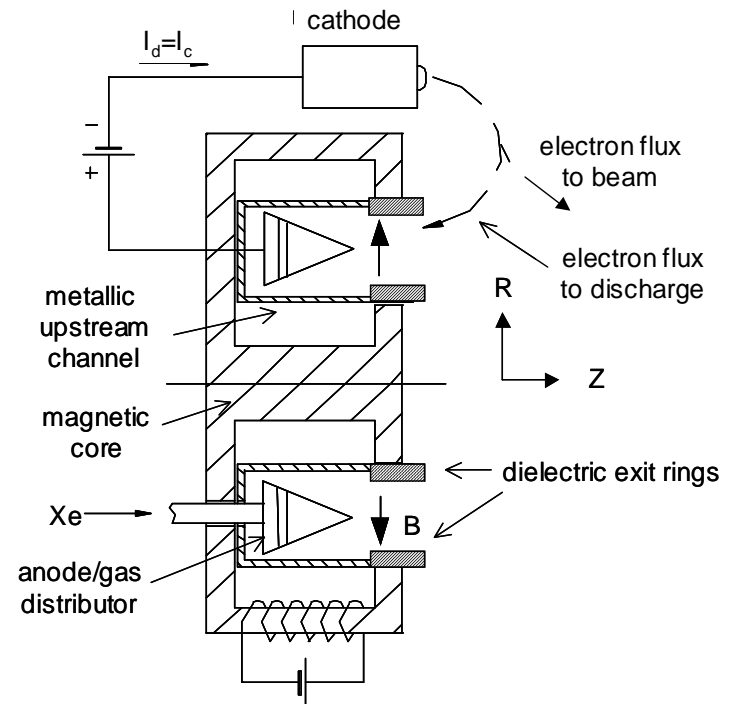 cathode
I_d=I_c
−
+
electron flux
to beam
electron flux
to discharge
R
Z
metallic
upstream
channel
magnetic
core
dielectric exit rings
Xe
B
anode/gas
distributor